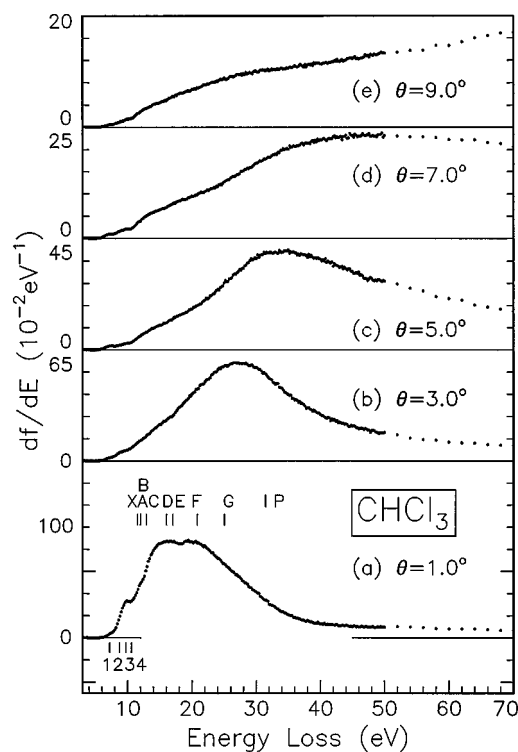 20
0
(e) θ=9.0°
25
0
(d) θ=7.0°
45
0
(c) θ=5.0°
65
0
(b) θ=3.0°
df/dE (10⁻²eV⁻¹)
B
XACDE F G I P
CHCl₃
100
(a) θ=1.0°
0
1234
10 20 30 40 50 60 70
Energy Loss (eV)